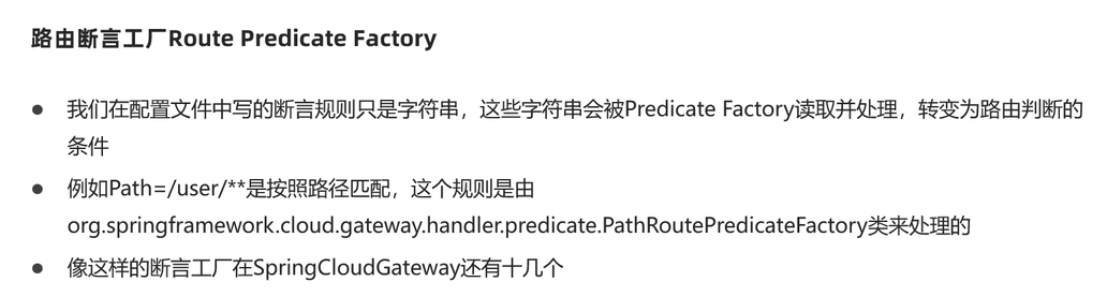 路由断言工厂Route Predicate Factory
● 我们在配置文件中写的断言规则只是字符串，这些字符串会被Predicate Factory读取并处理，转变为路由判断的
条件
● 例如Path=/user/**是按照路径匹配，这个规则是由
org.springframework.cloud.gateway.handler.predicate.PathRoutePredicateFactory类来处理的
● 像这样的断言工厂在SpringCloudGateway还有十几个